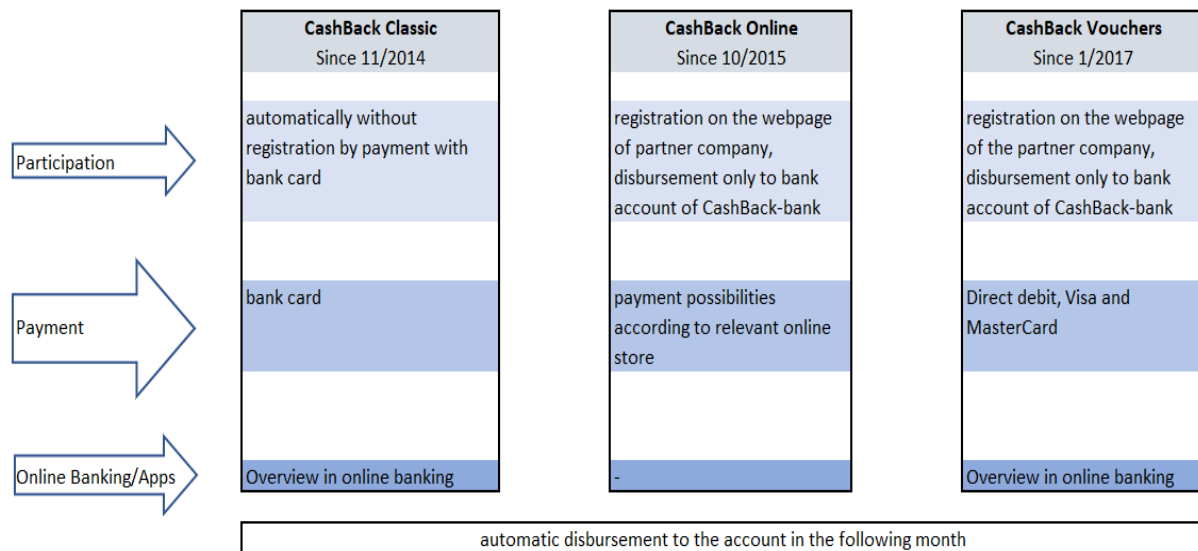 CashBack Classic
Since 11/2014
CashBack Online
Since 10/2015
CashBack Vouchers
Since 1/2017
Participation
automatically without
registration by payment with
bank card
registration on the webpage
of partner company,
disbursement only to bank
account of CashBack-bank
registration on the webpage
of the partner company,
disbursement only to bank
account of CashBack-bank
Payment
bank card
payment possibilities
according to relevant online
store
Direct debit, Visa and
MasterCard
Online Banking/Apps
Overview in online banking
-
Overview in online banking
automatic disbursement to the account in the following month